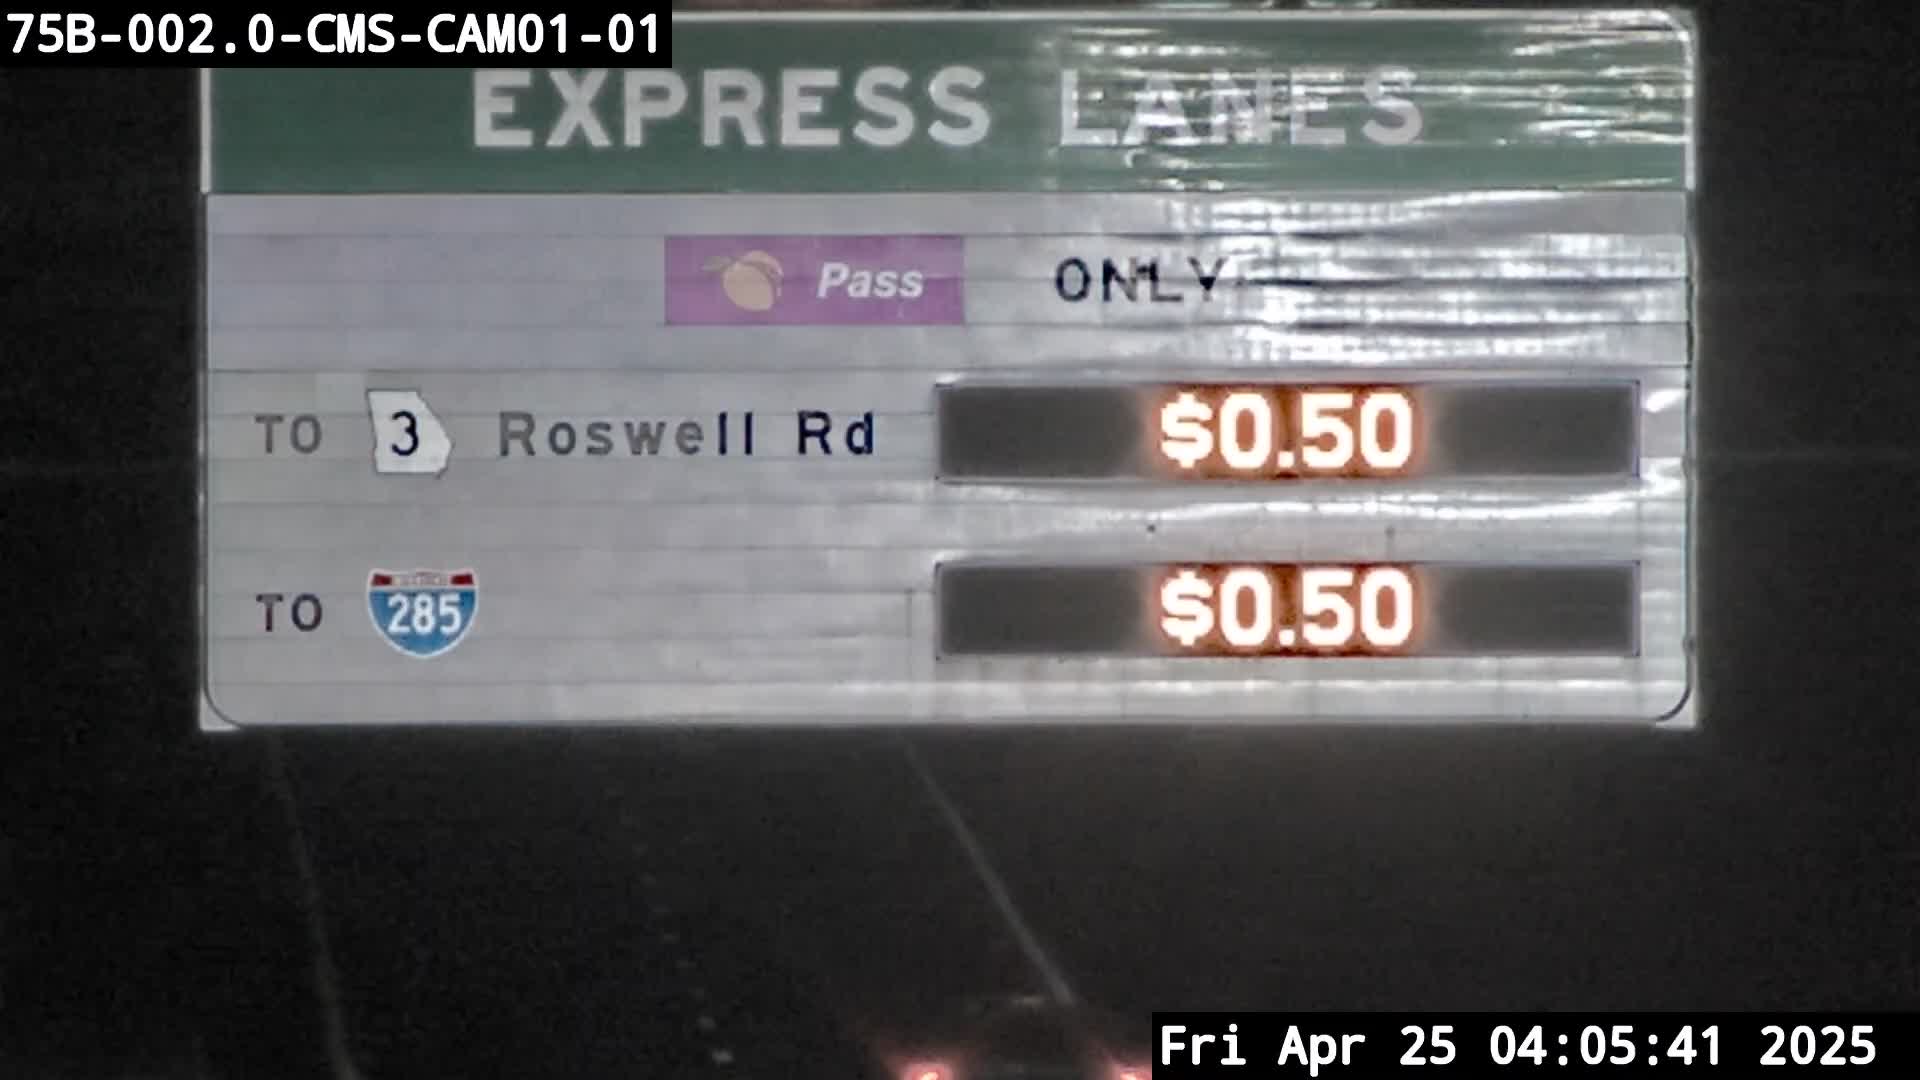 75B-002.0-CMS-CAM01-01
EXPRESS LANES
Pass ONLY
TO 3 Roswell Rd $0.50
TO 285 $0.50
Fri Apr 25 04:05:41 2025